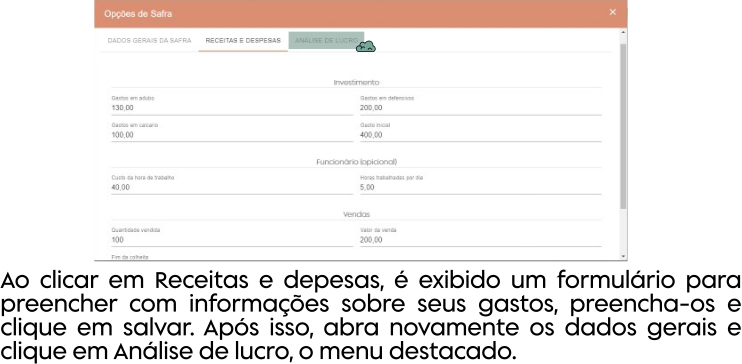 Opções de Safra ×
DADOS GERAIS DA SAFRA RECEITAS E DESPESAS ANÁLISE DE LUCRO
Investimento
Gastos em adubo Gastos em defensivos
130,00 200,00
Gastos em calcário Gasto inicial
100,00 400,00
Funcionário (opicional)
Custo da hora de trabalho Horas trabalhadas por dia
40,00 5,00
Vendas
Quantidade vendida Valor da venda
100 200,00
Fim da colheita
Ao clicar em Receitas e depesas, é exibido um formulário para
preencher com informações sobre seus gastos, preencha-os e
clique em salvar. Após isso, abra novamente os dados gerais e
clique em Análise de lucro, o menu destacado.